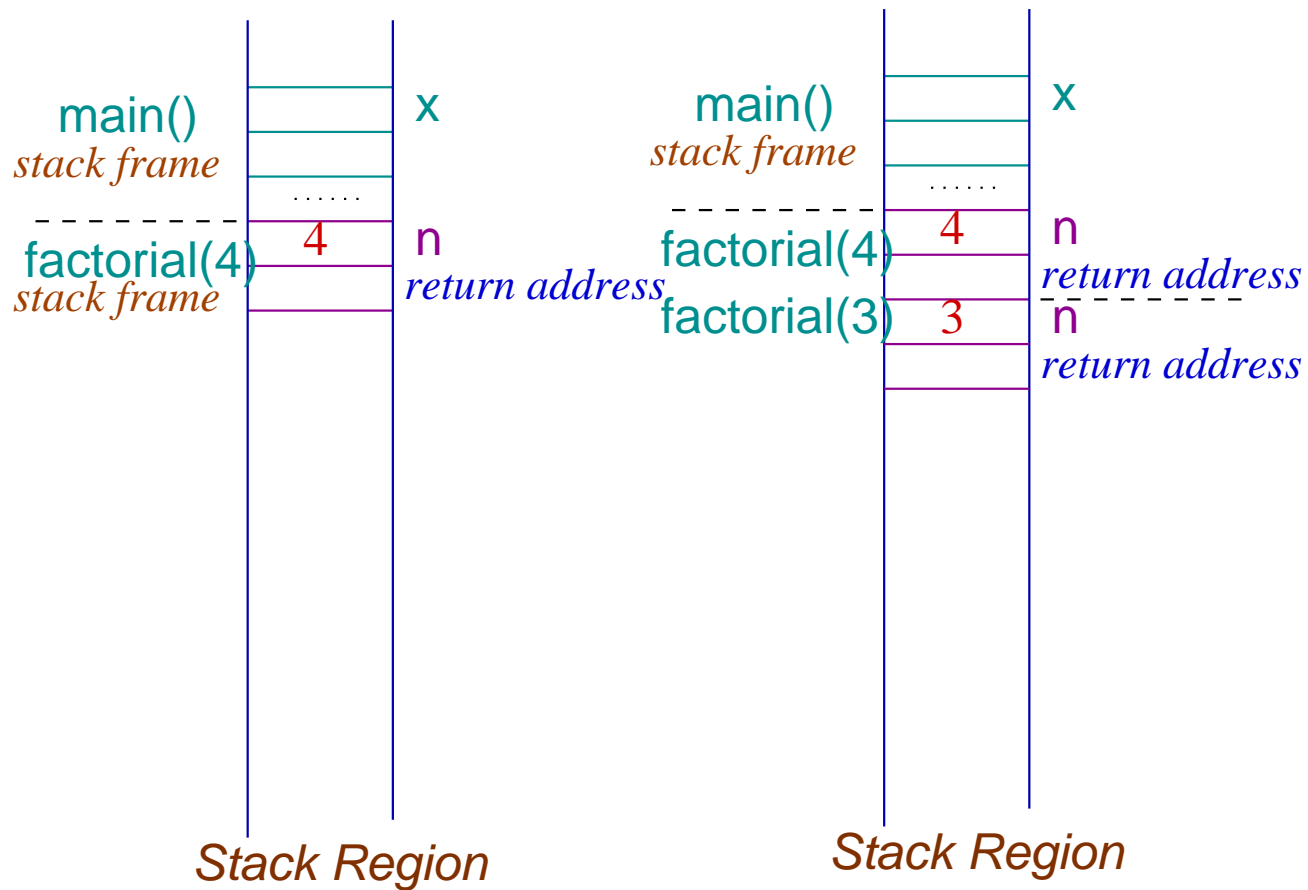 main()
x
stack frame
......
4
n
factorial(4)
return address
stack frame
Stack Region
main()
x
stack frame
......
4
n
factorial(4)
return address
factorial(3)
3
n
return address
Stack Region